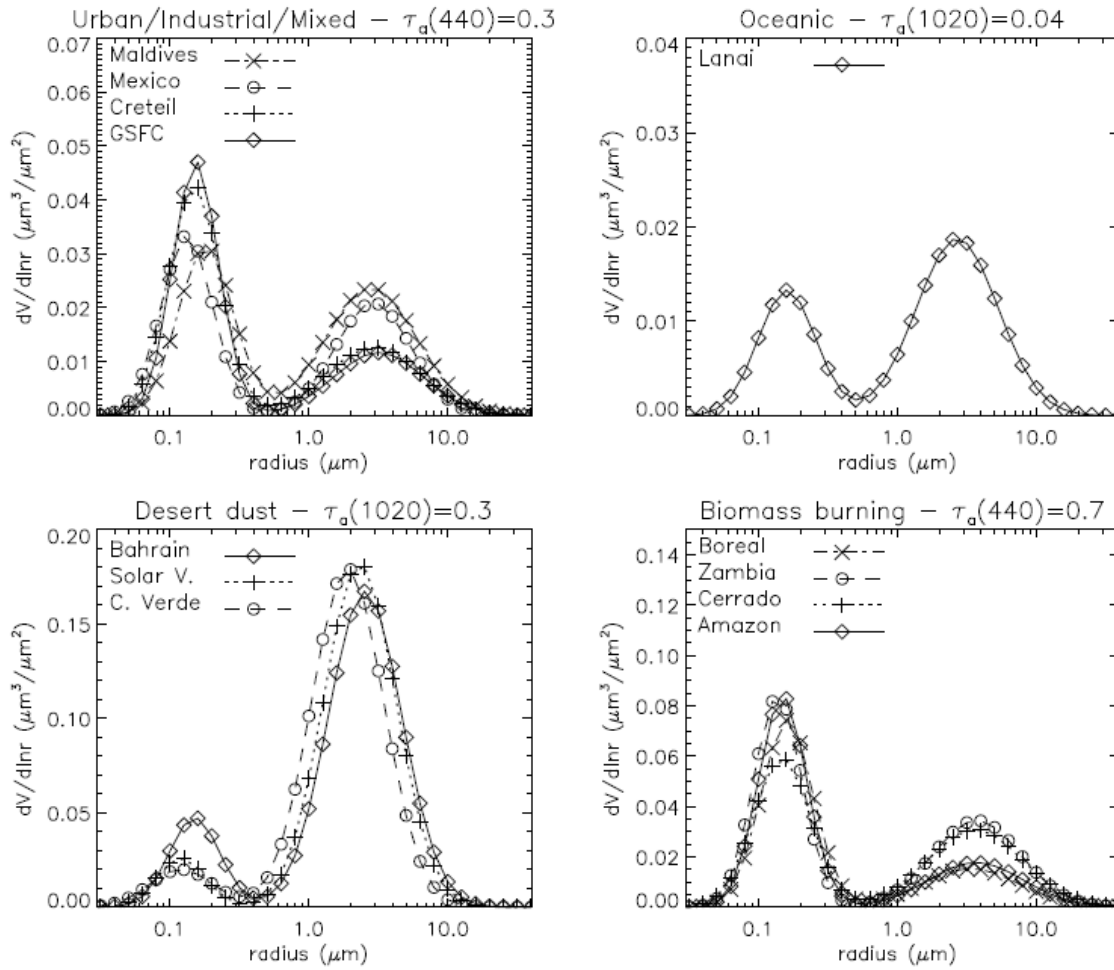 Urban/Industrial/Mixed – τₐ(440)=0.3
Maldives
Mexico
Creteil
GSFC
0.07
0.06
0.05
0.04
0.03
0.02
0.01
0.00
dV/dlnr (μm³/μm²)
0.1 1.0 10.0
radius (μm)
Oceanic – τₐ(1020)=0.04
Lanai
0.04
0.03
0.02
0.01
0.00
dV/dlnr (μm³/μm²)
0.1 1.0 10.0
radius (μm)
Desert dust – τₐ(1020)=0.3
Bahrain
Solar V.
C. Verde
0.20
0.15
0.10
0.05
0.00
dV/dlnr (μm³/μm²)
0.1 1.0 10.0
radius (μm)
Biomass burning – τₐ(440)=0.7
Boreal
Zambia
Cerrado
Amazon
0.14
0.12
0.10
0.08
0.06
0.04
0.02
0.00
dV/dlnr (μm³/μm²)
0.1 1.0 10.0
radius (μm)